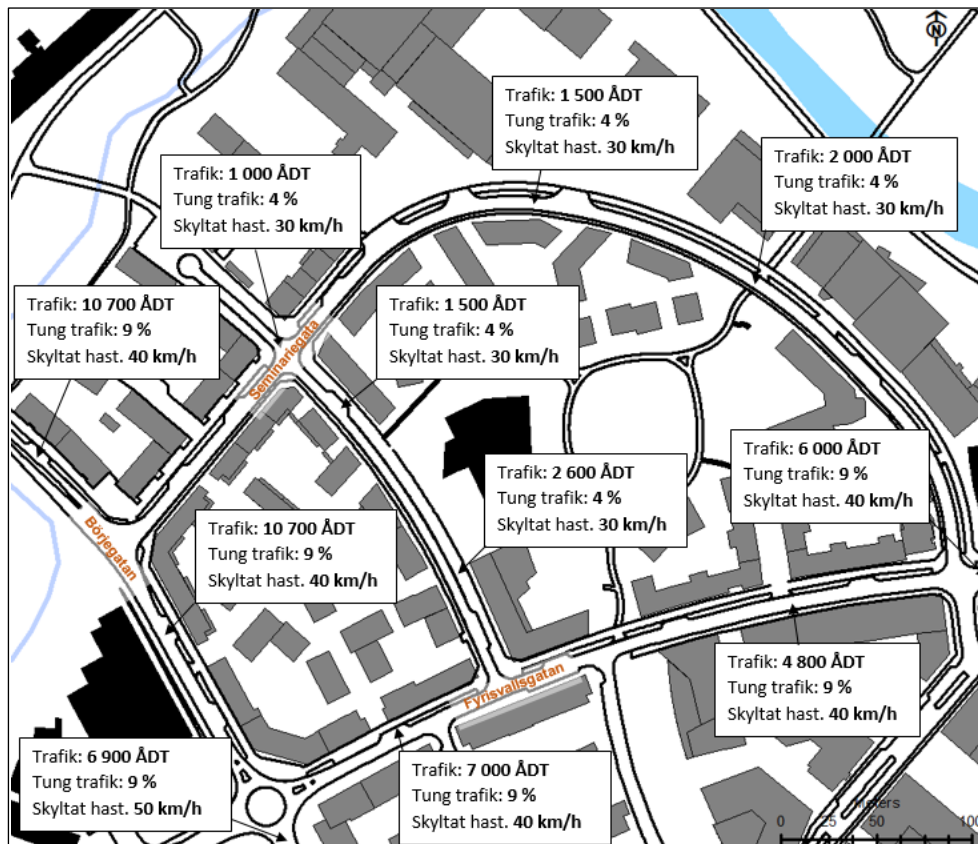 N
Trafik: 1 500 ÅDT
Tung trafik: 4 %
Skyltat hast. 30 km/h
Trafik: 2 000 ÅDT
Tung trafik: 4 %
Skyltat hast. 30 km/h
Trafik: 1 000 ÅDT
Tung trafik: 4 %
Skyltat hast. 30 km/h
Trafik: 10 700 ÅDT
Tung trafik: 9 %
Skyltat hast. 40 km/h
Trafik: 1 500 ÅDT
Tung trafik: 4 %
Skyltat hast. 30 km/h
Seminariegata
Trafik: 6 000 ÅDT
Tung trafik: 9 %
Skyltat hast. 40 km/h
Trafik: 2 600 ÅDT
Tung trafik: 4 %
Skyltat hast. 30 km/h
Börjegatan
Trafik: 10 700 ÅDT
Tung trafik: 9 %
Skyltat hast. 40 km/h
Fyrisvallsgatan
Trafik: 4 800 ÅDT
Tung trafik: 9 %
Skyltat hast. 40 km/h
Trafik: 6 900 ÅDT
Tung trafik: 9 %
Skyltat hast. 50 km/h
Trafik: 7 000 ÅDT
Tung trafik: 9 %
Skyltat hast. 40 km/h
Meters
0 25 50 100